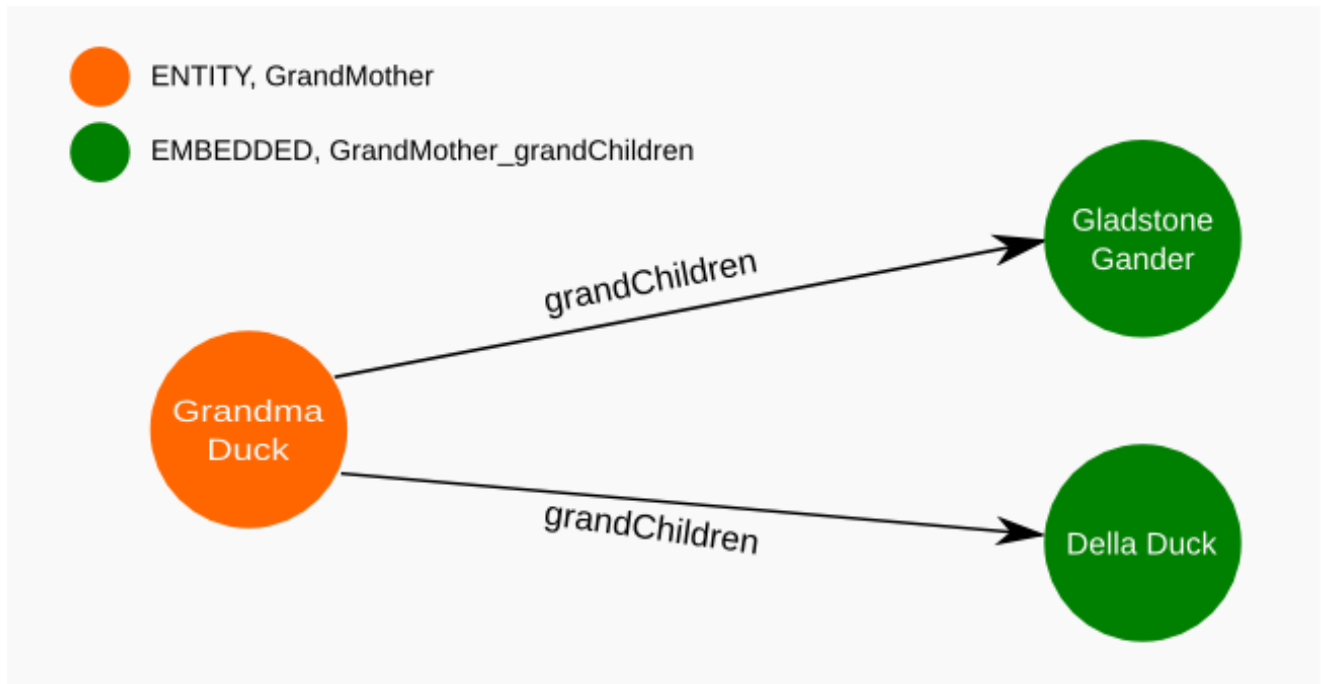 ENTITY, GrandMother
EMBEDDED, GrandMother_grandChildren
Gladstone
Gander
grandChildren
Grandma
Duck
grandChildren
Della Duck